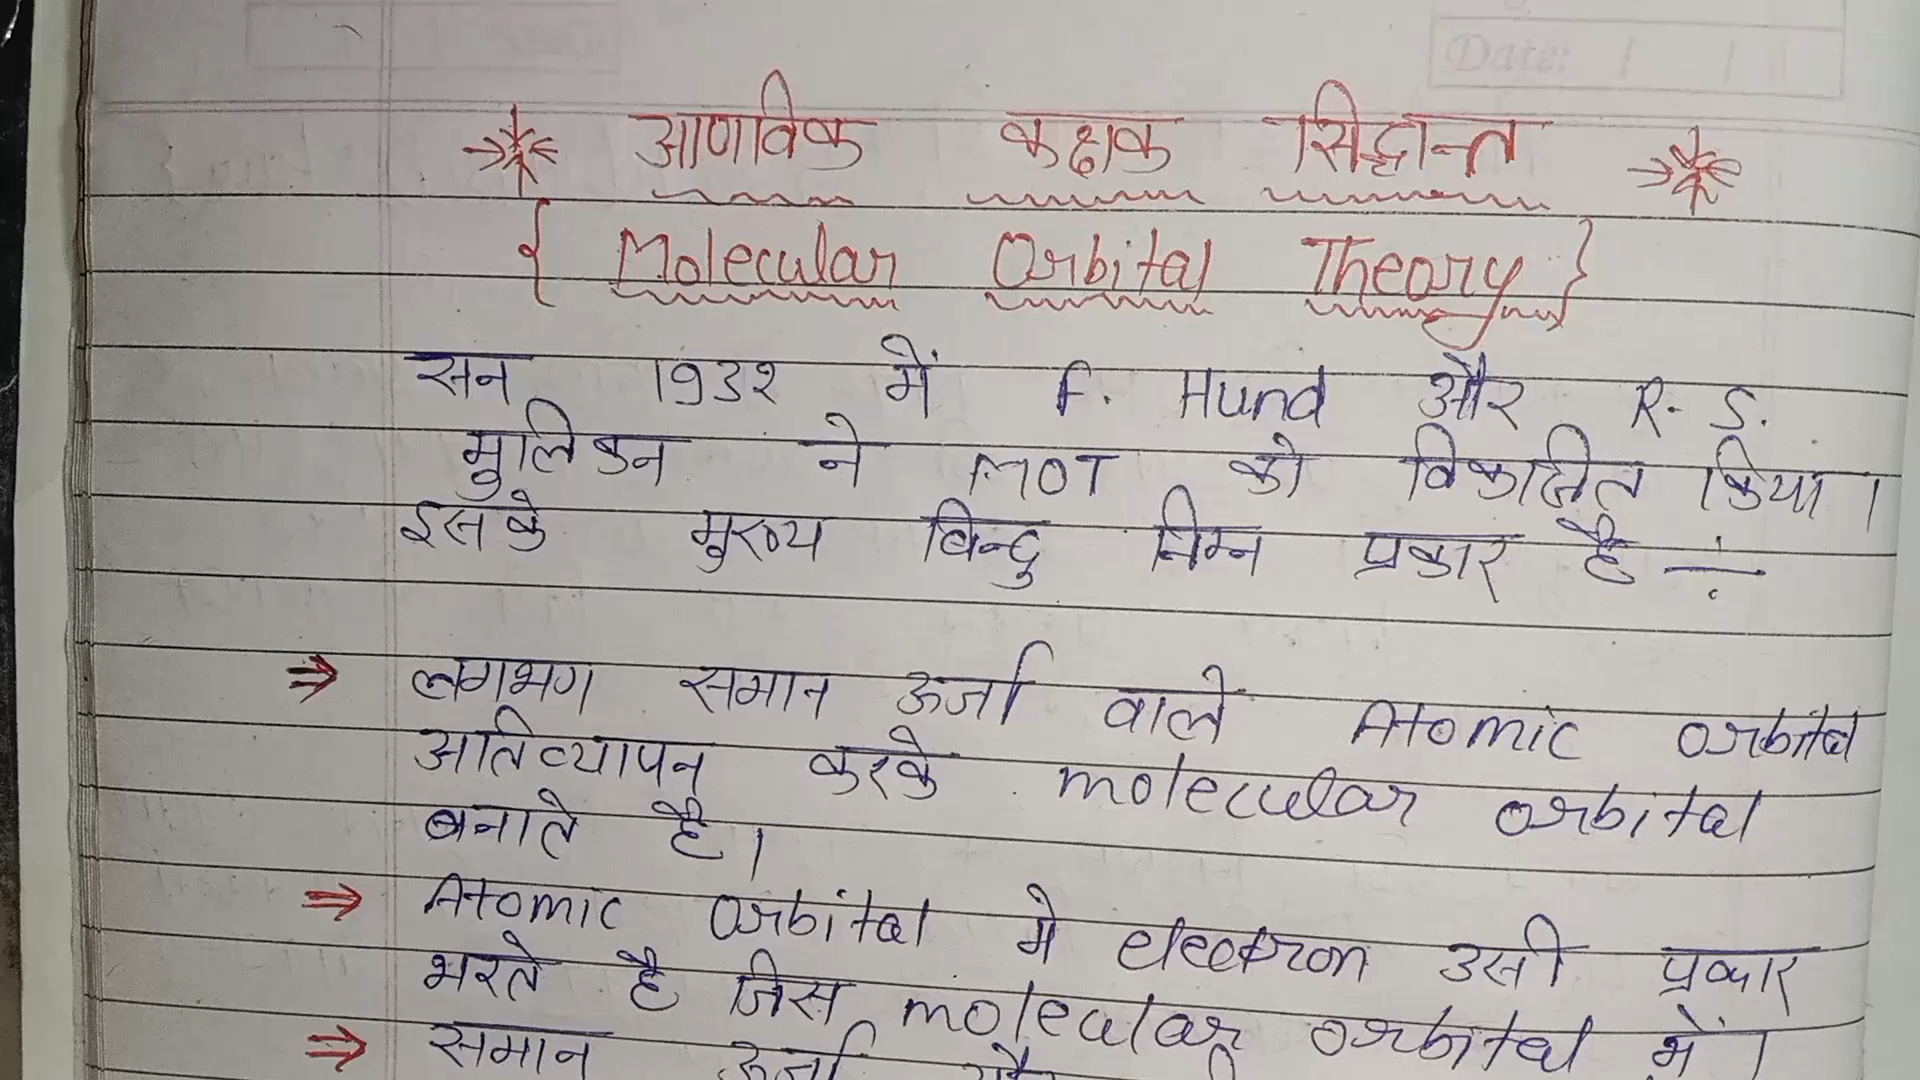 Date:
आणविक कक्षक सिद्धान्त
{ Molecular Orbital Theory }
सन 1932 में F. Hund और R. S.
मुलिकन ने MOT को विकासित किया।
इसके मुख्य बिन्दु निम्न प्रकार है ÷
⇒ लगभग समान ऊर्जा वाले Atomic orbital
अतिव्यापन करके molecular orbital
बनाते है।
⇒ Atomic orbital मे electron उसी प्रकार
भरते है जिस molecular orbital में।
⇒ समान ऊर्जा